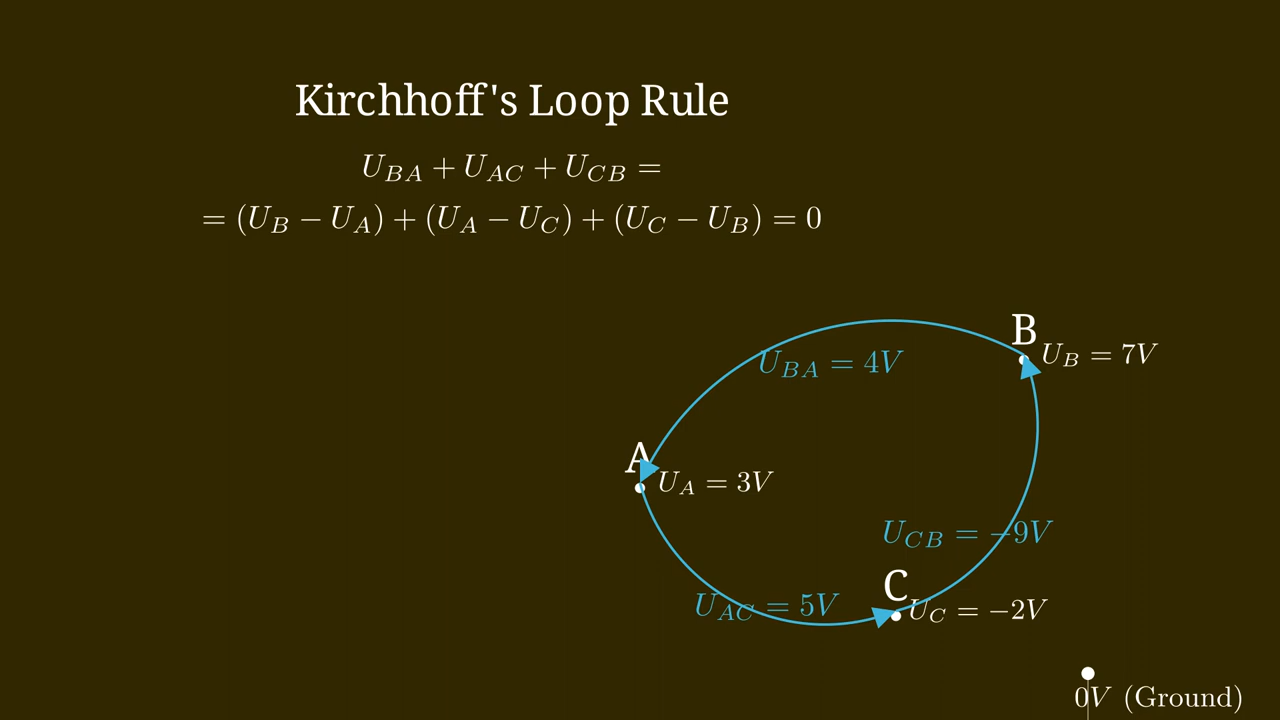 Kirchhoff's Loop Rule
U_{BA} + U_{AC} + U_{CB} =
= (U_B − U_A) + (U_A − U_C) + (U_C − U_B) = 0
B
U_B = 7V
U_{BA} = 4V
A
U_A = 3V
U_{CB} = −9V
C
U_{AC} = 5V
U_C = −2V
0V (Ground)